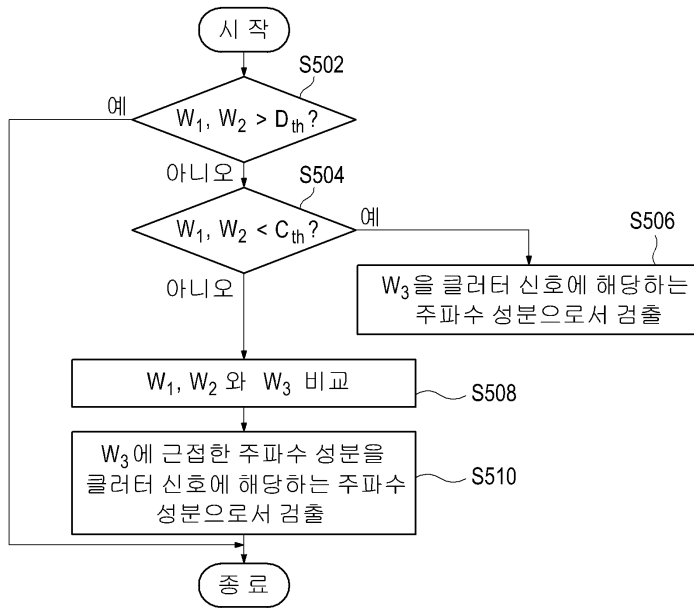 시 작
S502
예
W₁, W₂ > Dₜₕ?
아니오
S504
예
W₁, W₂ < Cₜₕ?
S506
아니오
W₃을 클러터 신호에 해당하는
주파수 성분으로서 검출
W₁, W₂ 와 W₃ 비교
S508
W₃에 근접한 주파수 성분을
클러터 신호에 해당하는 주파수
성분으로서 검출
S510
종 료